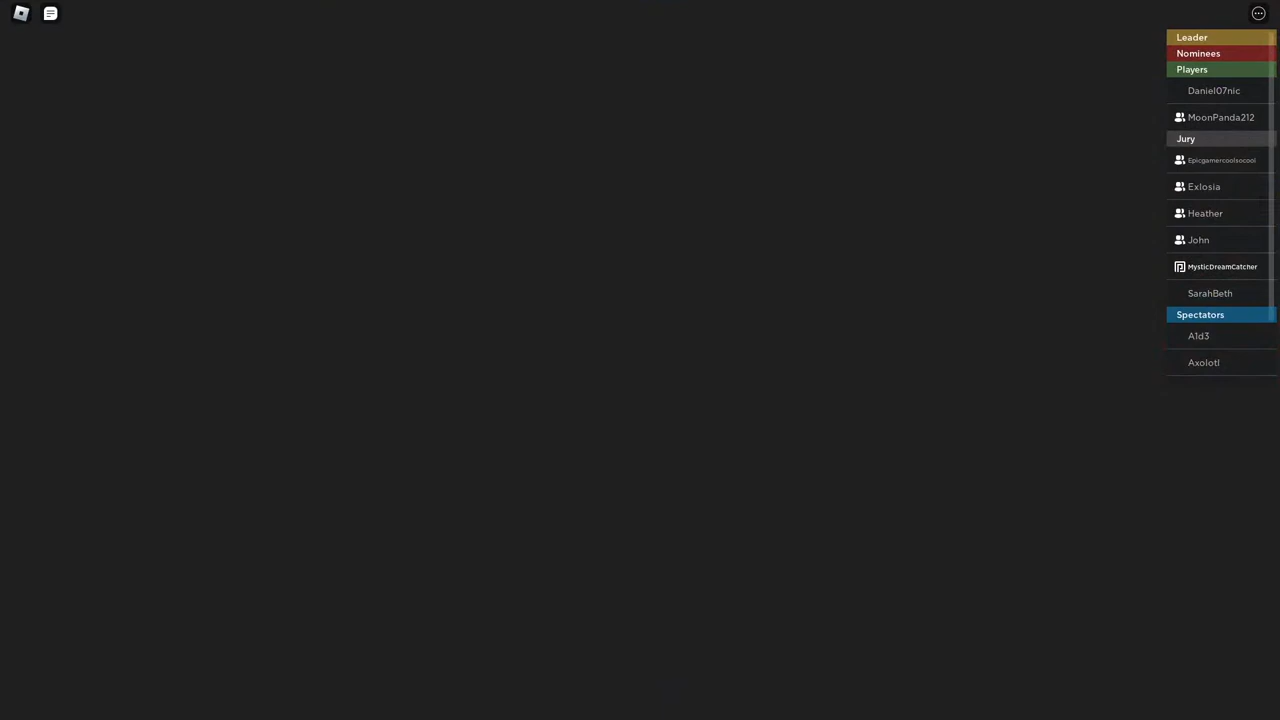 Leader
Nominees
Players
Daniel07nic
MoonPanda212
Jury
Epicgamercoolsocool
Exlosia
Heather
John
MysticDreamCatcher
SarahBeth
Spectators
A1d3
Axolotl